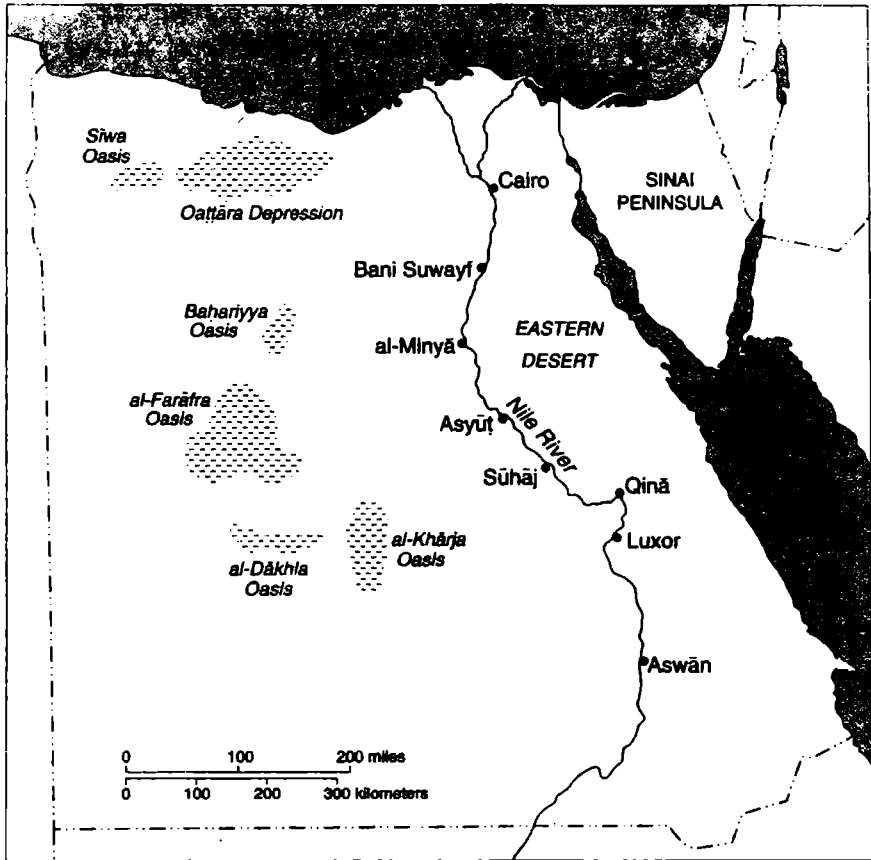 Sīwa
Oasis
Oattāra Depression
Cairo
SINAI
PENINSULA
Bani Suwayf
Bahariyya
Oasis
EASTERN
DESERT
al-Minyā
al-Farāfra
Oasis
Asyūṭ
Nile River
Sūhāj
Qinā
al-Khārja
Oasis
Luxor
al-Dākhla
Oasis
Aswān
0 100 200 miles
0 100 200 300 kilometers